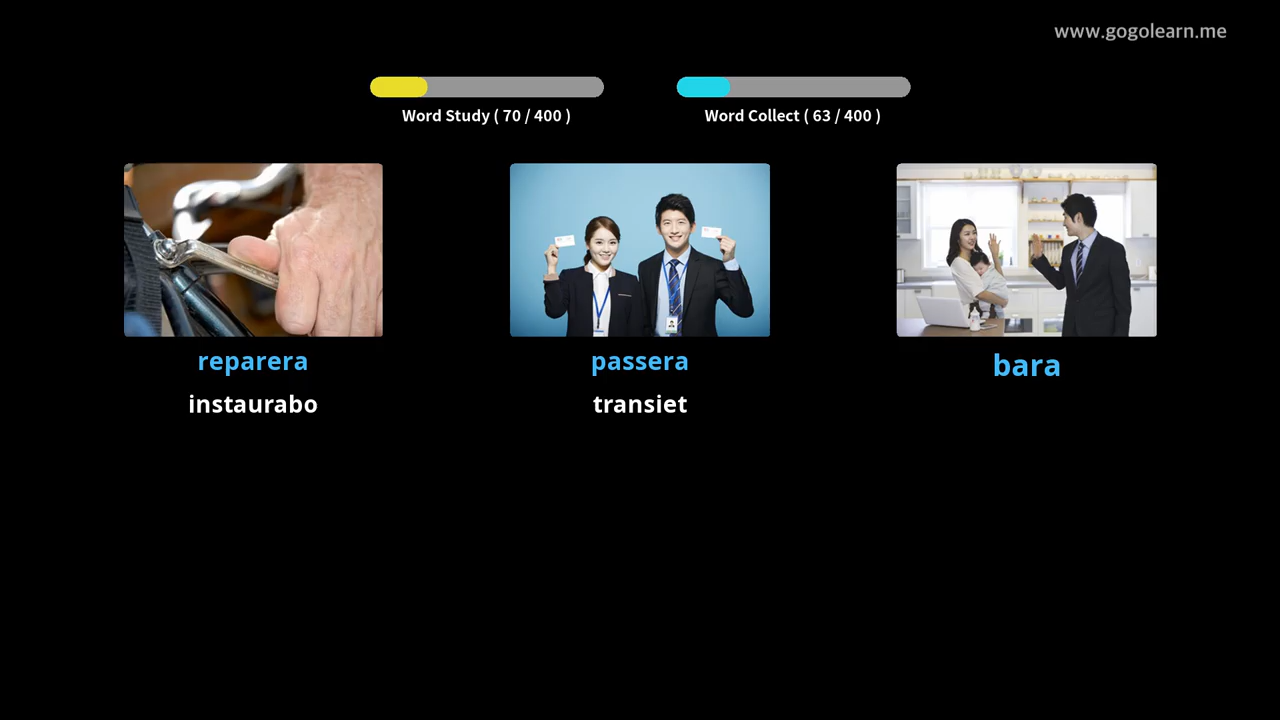 www.gogolearn.me
Word Study ( 70 / 400 )
Word Collect ( 63 / 400 )
reparera
passera
bara
instaurabo
transiet